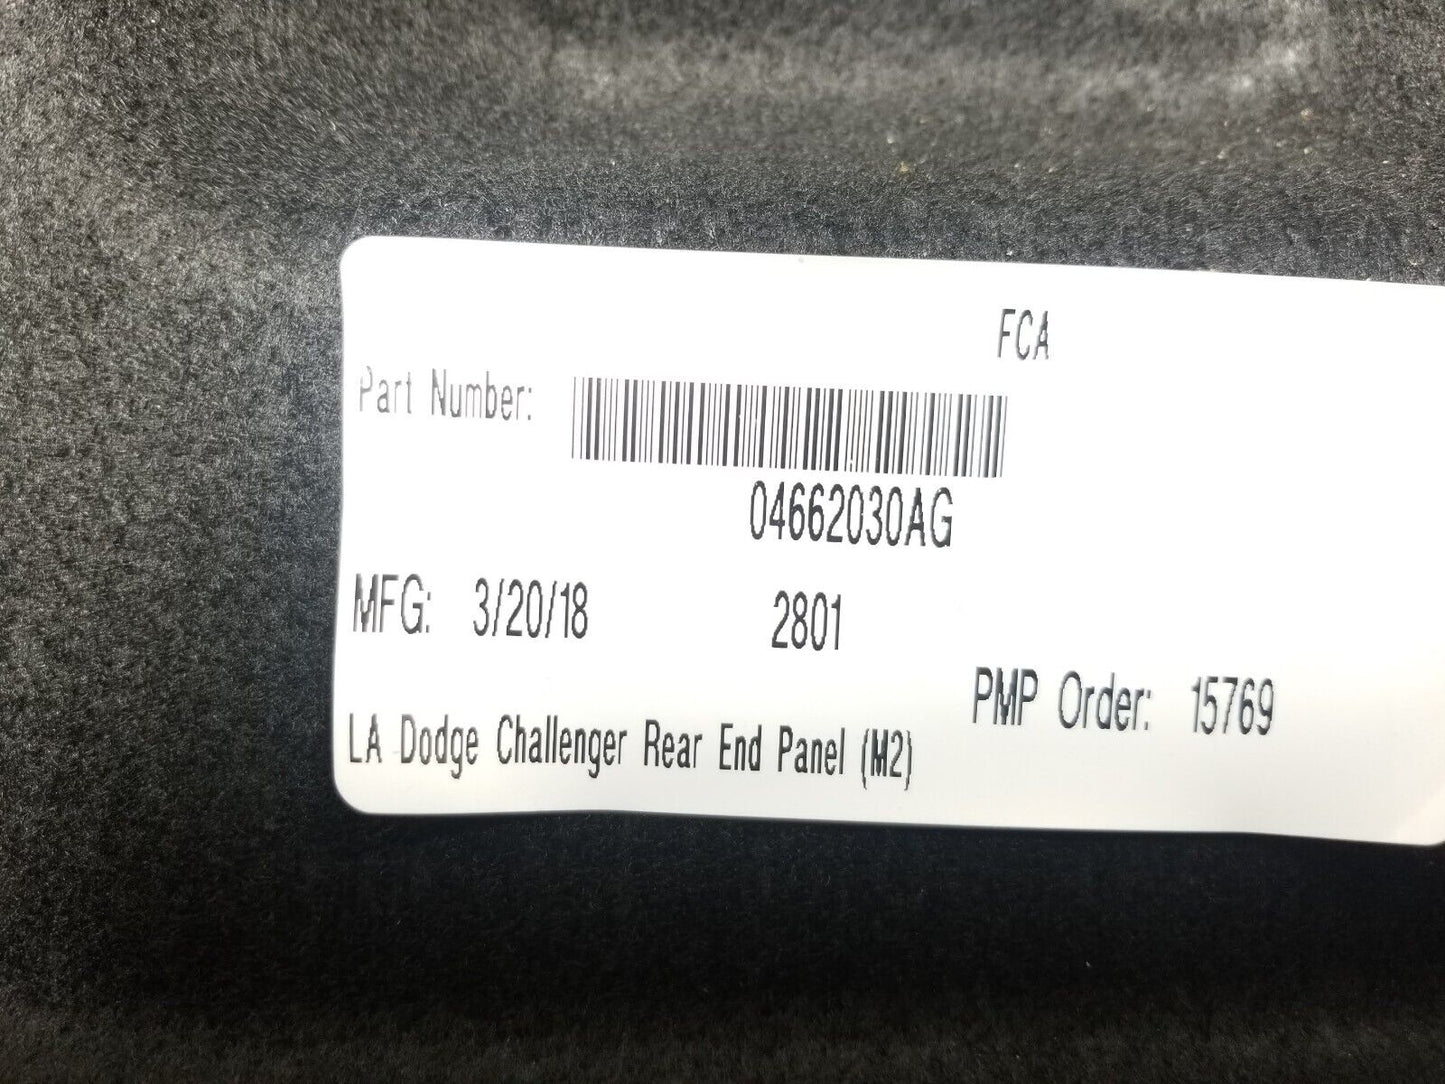 FCA
Part Number:
04662030AG
MFG: 3/20/18 2801
PMP Order: 15769
LA Dodge Challenger Rear End Panel (M2)